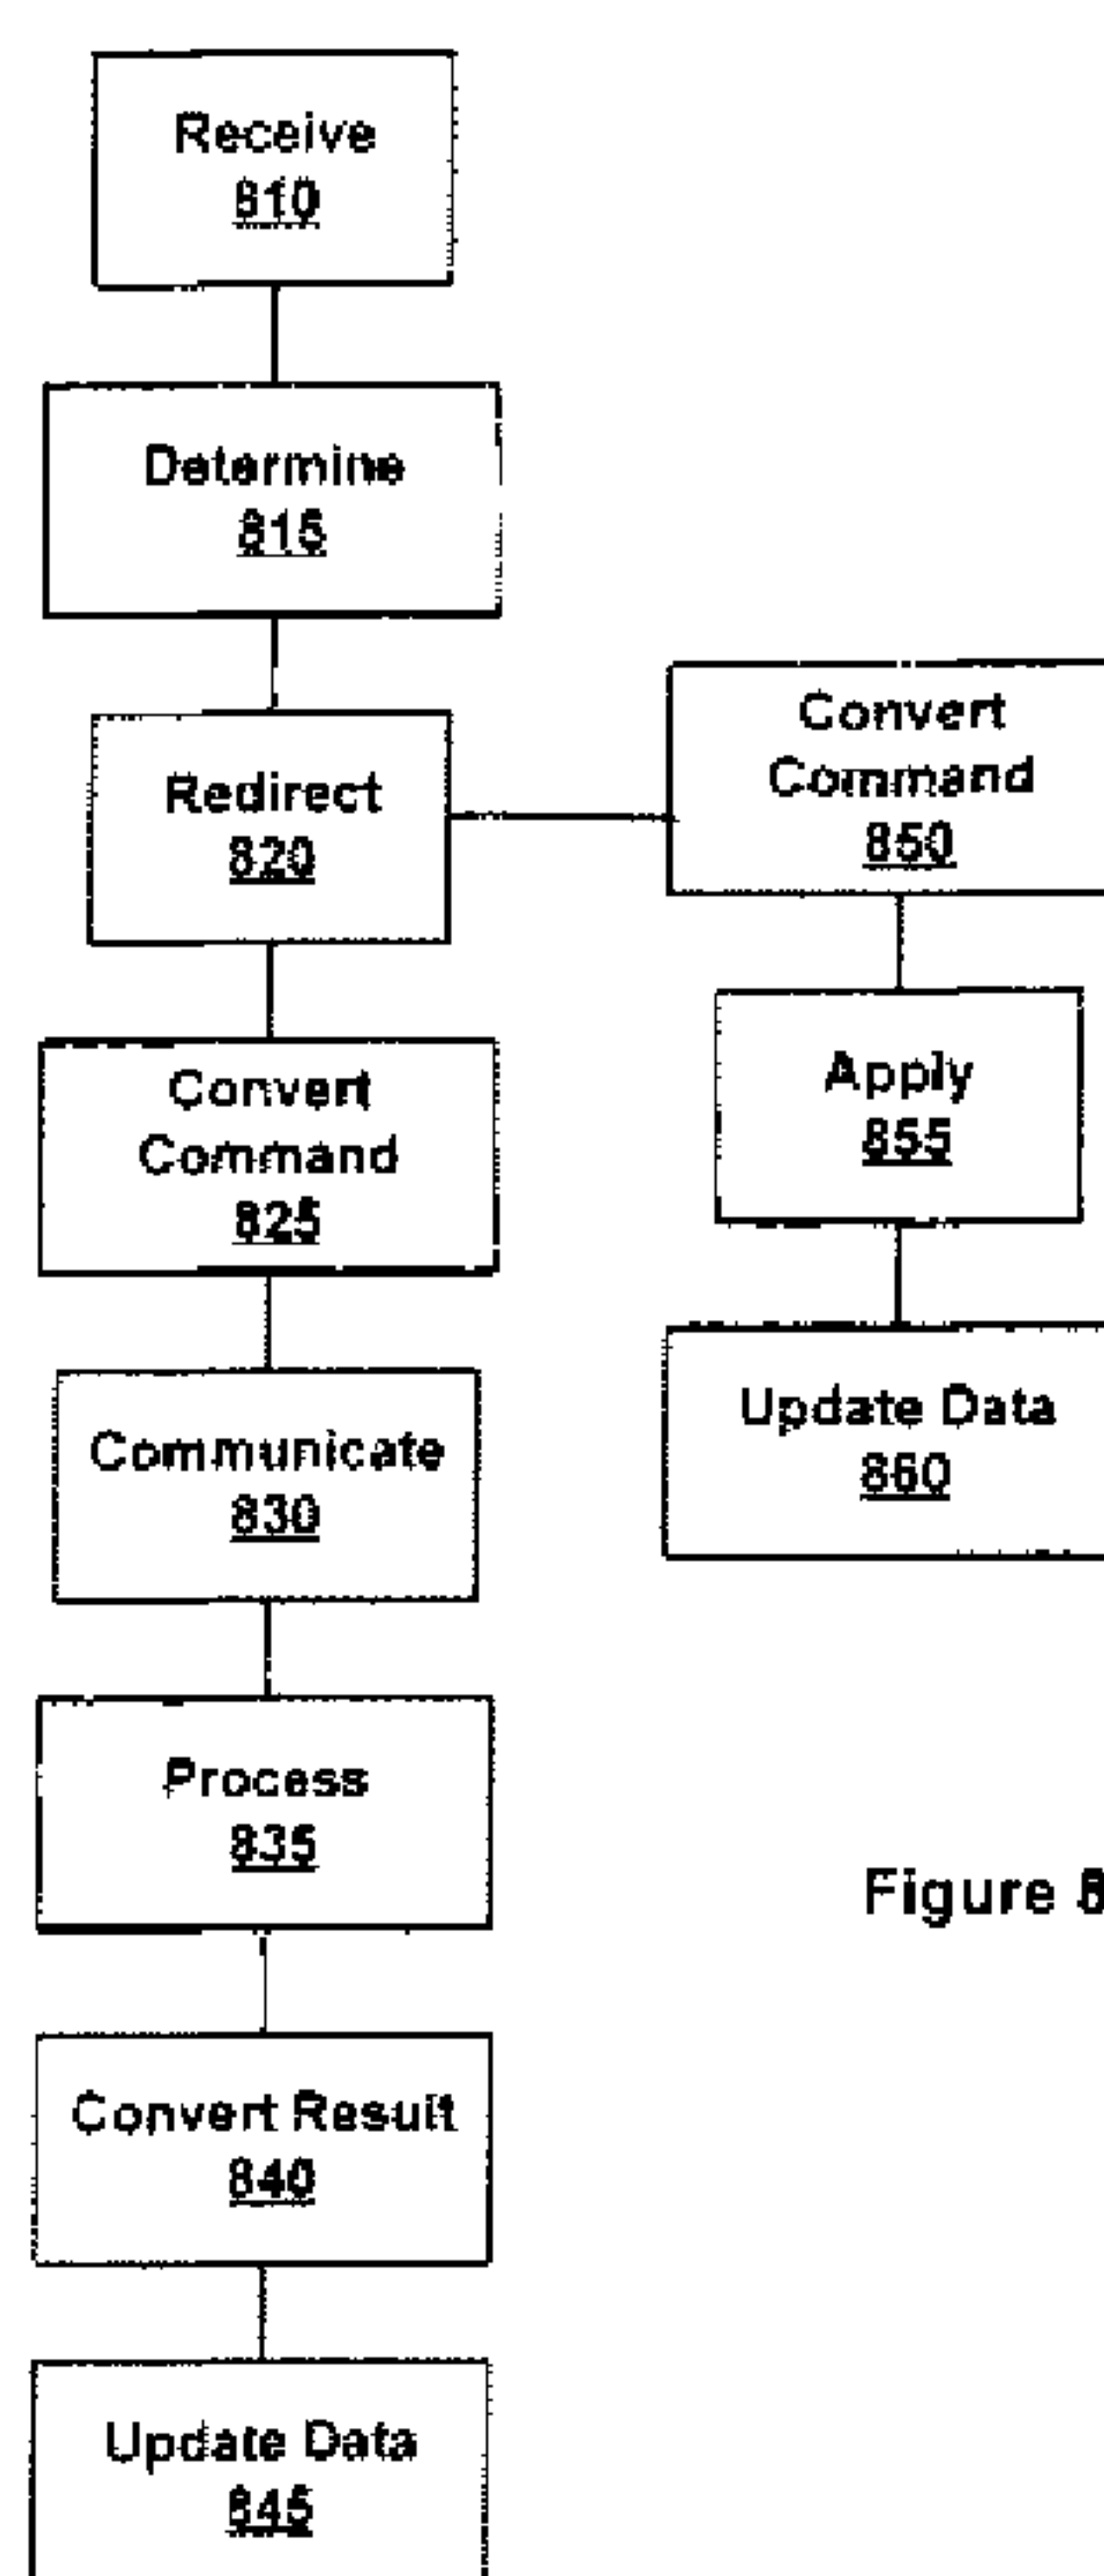 Receive
810
Determine
815
Redirect
820
Convert
Command
825
Communicate
830
Process
835
Convert Result
840
Update Data
845
Convert
Command
850
Apply
855
Update Data
860
Figure 8